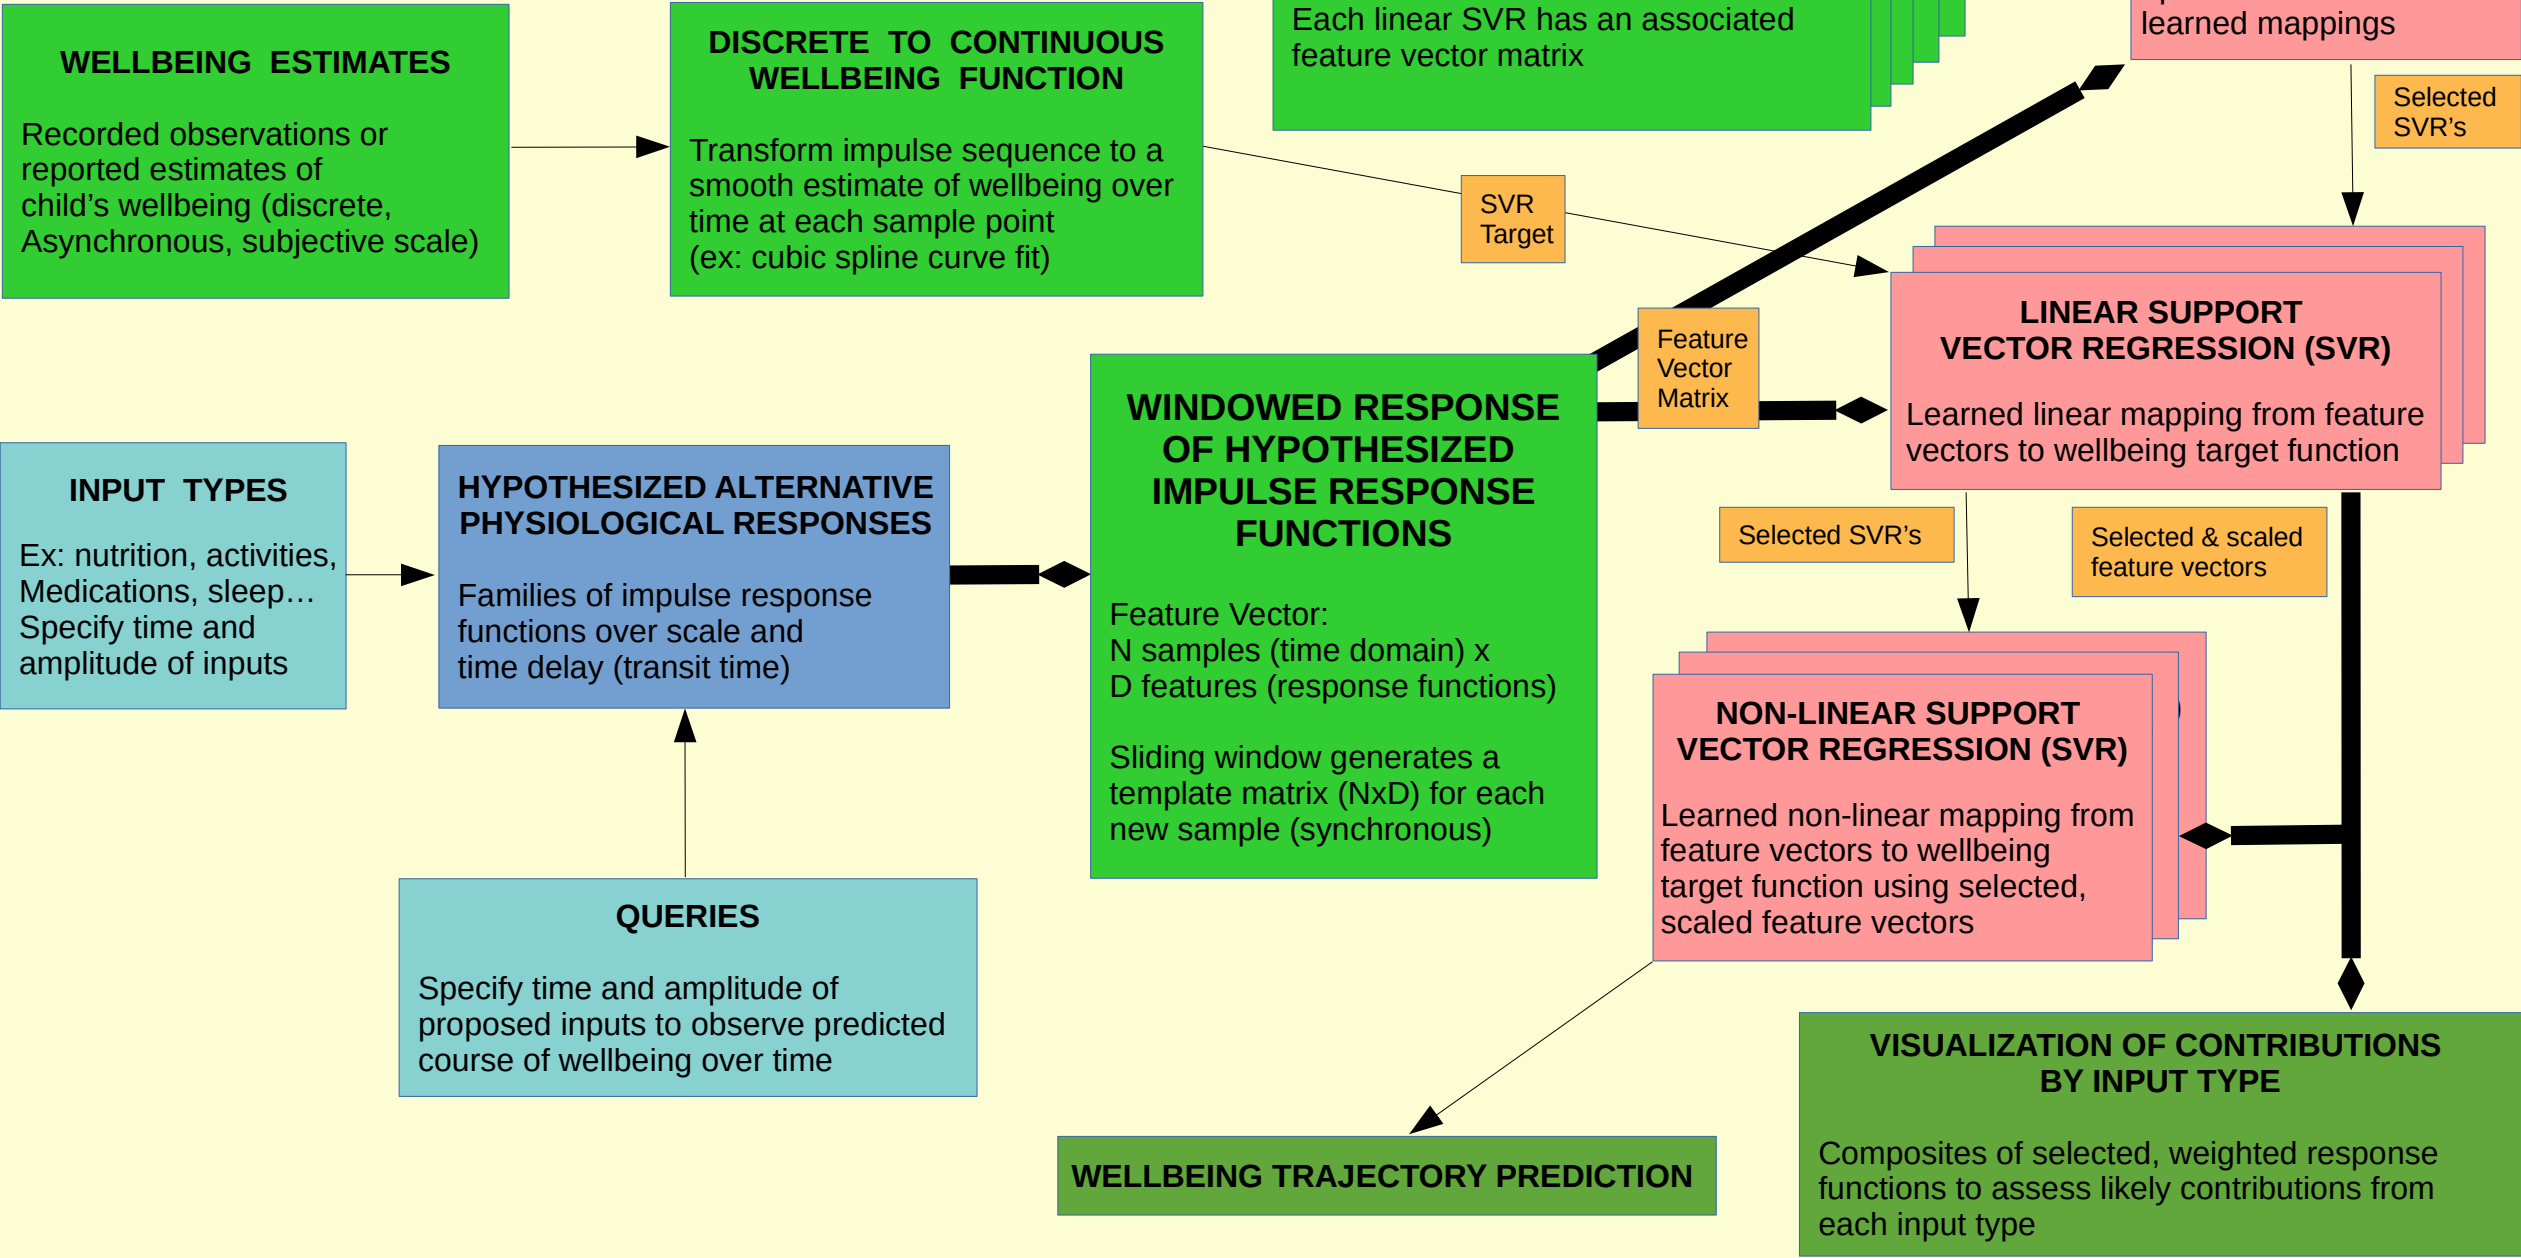 WELLBEING ESTIMATES
Recorded observations or
reported estimates of
child's wellbeing (discrete,
Asynchronous, subjective scale)
DISCRETE TO CONTINUOUS
WELLBEING FUNCTION
Transform impulse sequence to a
smooth estimate of wellbeing over
time at each sample point
(ex: cubic spline curve fit)
Each linear SVR has an associated
feature vector matrix
learned mappings
Selected
SVR's
SVR
Target
LINEAR SUPPORT
VECTOR REGRESSION (SVR)
Learned linear mapping from feature
vectors to wellbeing target function
Feature
Vector
Matrix
INPUT TYPES
Ex: nutrition, activities,
Medications, sleep…
Specify time and
amplitude of inputs
HYPOTHESIZED ALTERNATIVE
PHYSIOLOGICAL RESPONSES
Families of impulse response
functions over scale and
time delay (transit time)
WINDOWED RESPONSE
OF HYPOTHESIZED
IMPULSE RESPONSE
FUNCTIONS
Feature Vector:
N samples (time domain) x
D features (response functions)
Sliding window generates a
template matrix (NxD) for each
new sample (synchronous)
Selected SVR's
Selected & scaled
feature vectors
NON-LINEAR SUPPORT
VECTOR REGRESSION (SVR)
Learned non-linear mapping from
feature vectors to wellbeing
target function using selected,
scaled feature vectors
QUERIES
Specify time and amplitude of
proposed inputs to observe predicted
course of wellbeing over time
WELLBEING TRAJECTORY PREDICTION
VISUALIZATION OF CONTRIBUTIONS
BY INPUT TYPE
Composites of selected, weighted response
functions to assess likely contributions from
each input type